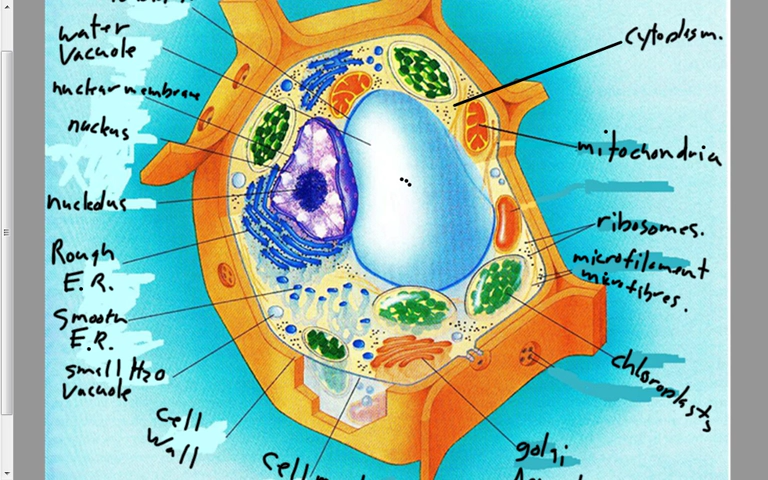 water
Vacuole
nuclear membrane
nucleus
nucleolus
Rough
E.R.
Smooth
E.R.
small H2o
Vacuole
Cell
Wall
Cell
cytoplasm.
mitochondria
ribosomes.
microfilament
microfibres.
chloroplasts
golgi